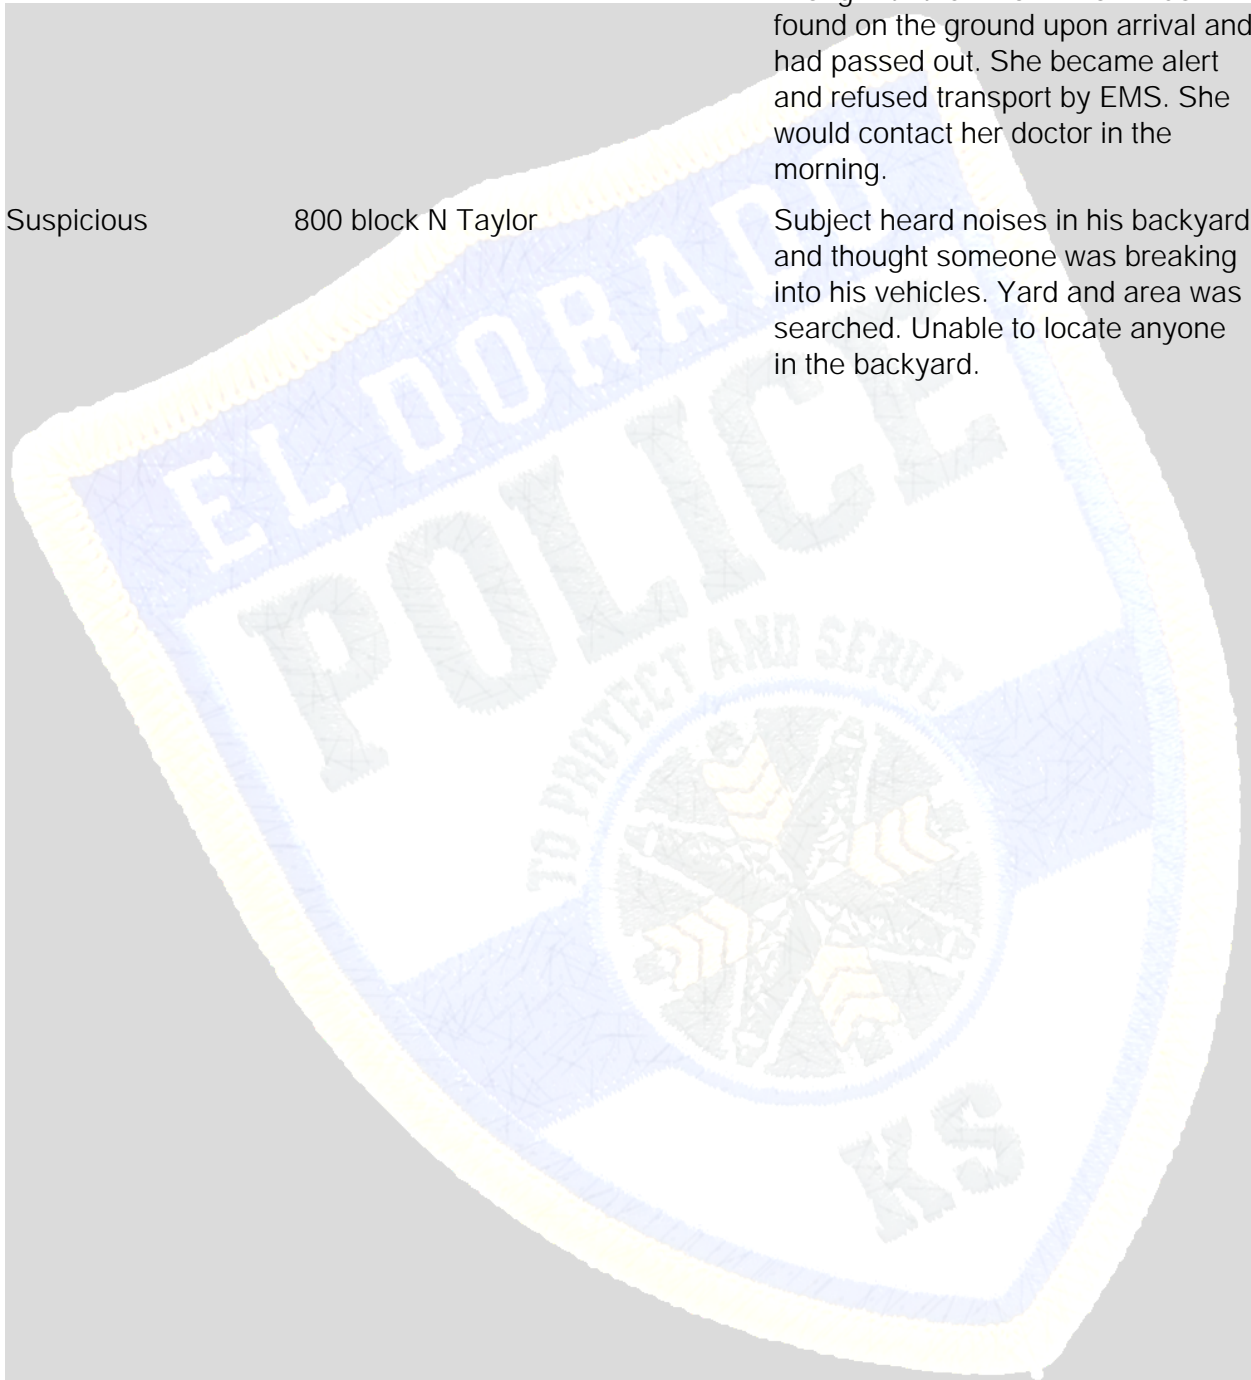 found on the ground upon arrival and
had passed out. She became alert
and refused transport by EMS. She
would contact her doctor in the
morning.
Suspicious 800 block N Taylor Subject heard noises in his backyard
and thought someone was breaking
into his vehicles. Yard and area was
searched. Unable to locate anyone
in the backyard.
EL DORADO
POLICE
TO PROTECT AND SERVE
KS